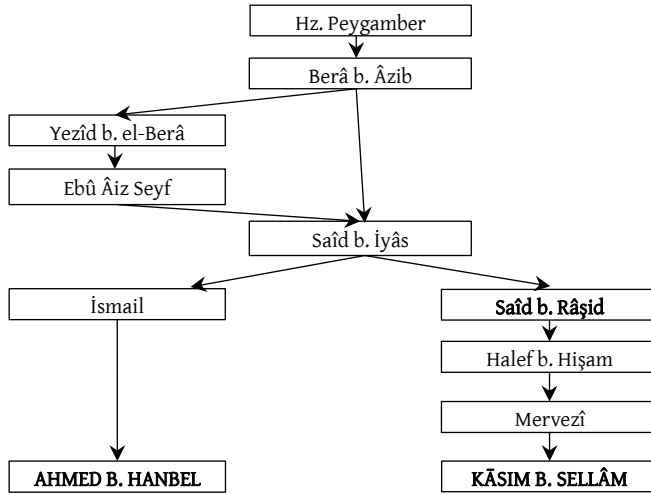 Hz. Peygamber
Berâ b. Âzib
Yezîd b. el-Berâ
Ebû Âiz Seyf
Saîd b. İyâs
İsmail
Saîd b. Râşid
Halef b. Hişam
Mervezî
AHMED B. HANBEL
KĀSIM B. SELLÂM